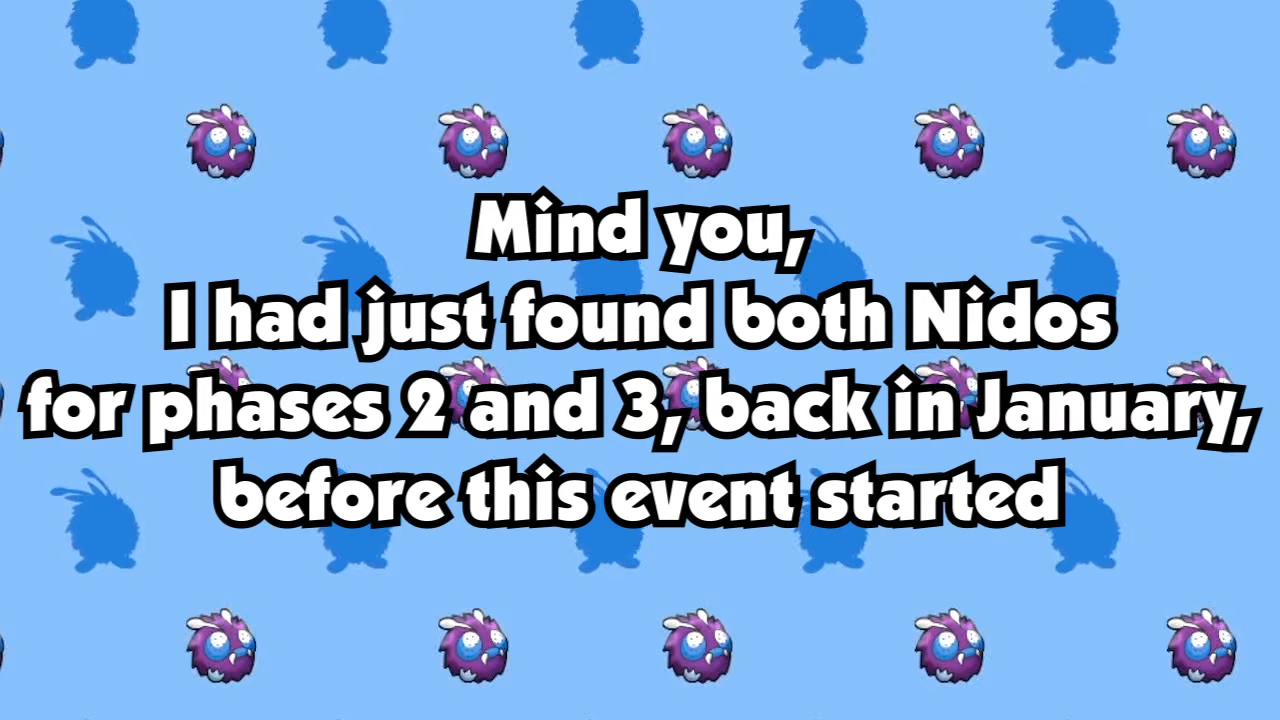 Mind you,
I had just found both Nidos
for phases 2 and 3, back in January,
before this event started